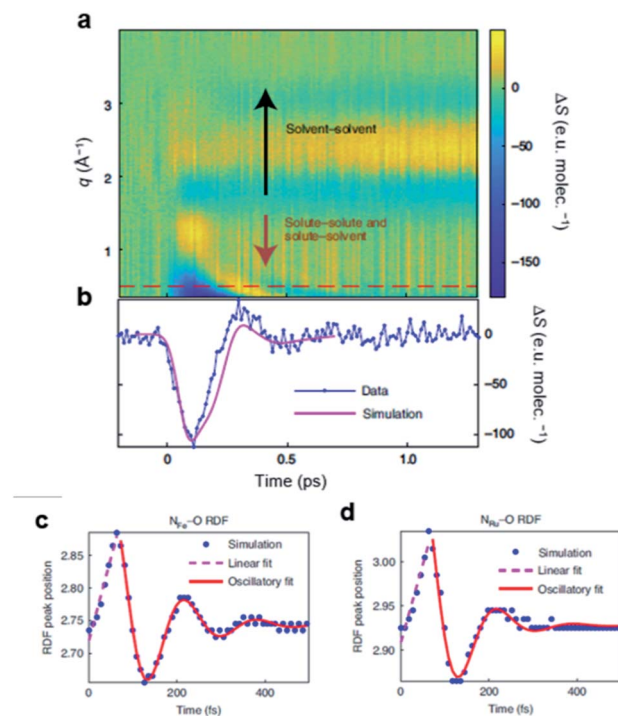 a
q (Å⁻¹)
3
2
1
Solvent–solvent
Solute–solute and
solute–solvent
0
−50
−100
−150
ΔS (e.u. molec. ⁻¹)
b
Data
Simulation
0
−50
−100
ΔS (e.u. molec. ⁻¹)
0
0.5
1.0
Time (ps)
c
N_Fe–O RDF
Simulation
Linear fit
Oscillatory fit
RDF peak position
2.85
2.80
2.75
2.70
0
200
400
Time (fs)
d
N_Ru–O RDF
Simulation
Linear fit
Oscillatory fit
RDF peak position
3.00
2.95
2.90
0
200
400
Time (fs)